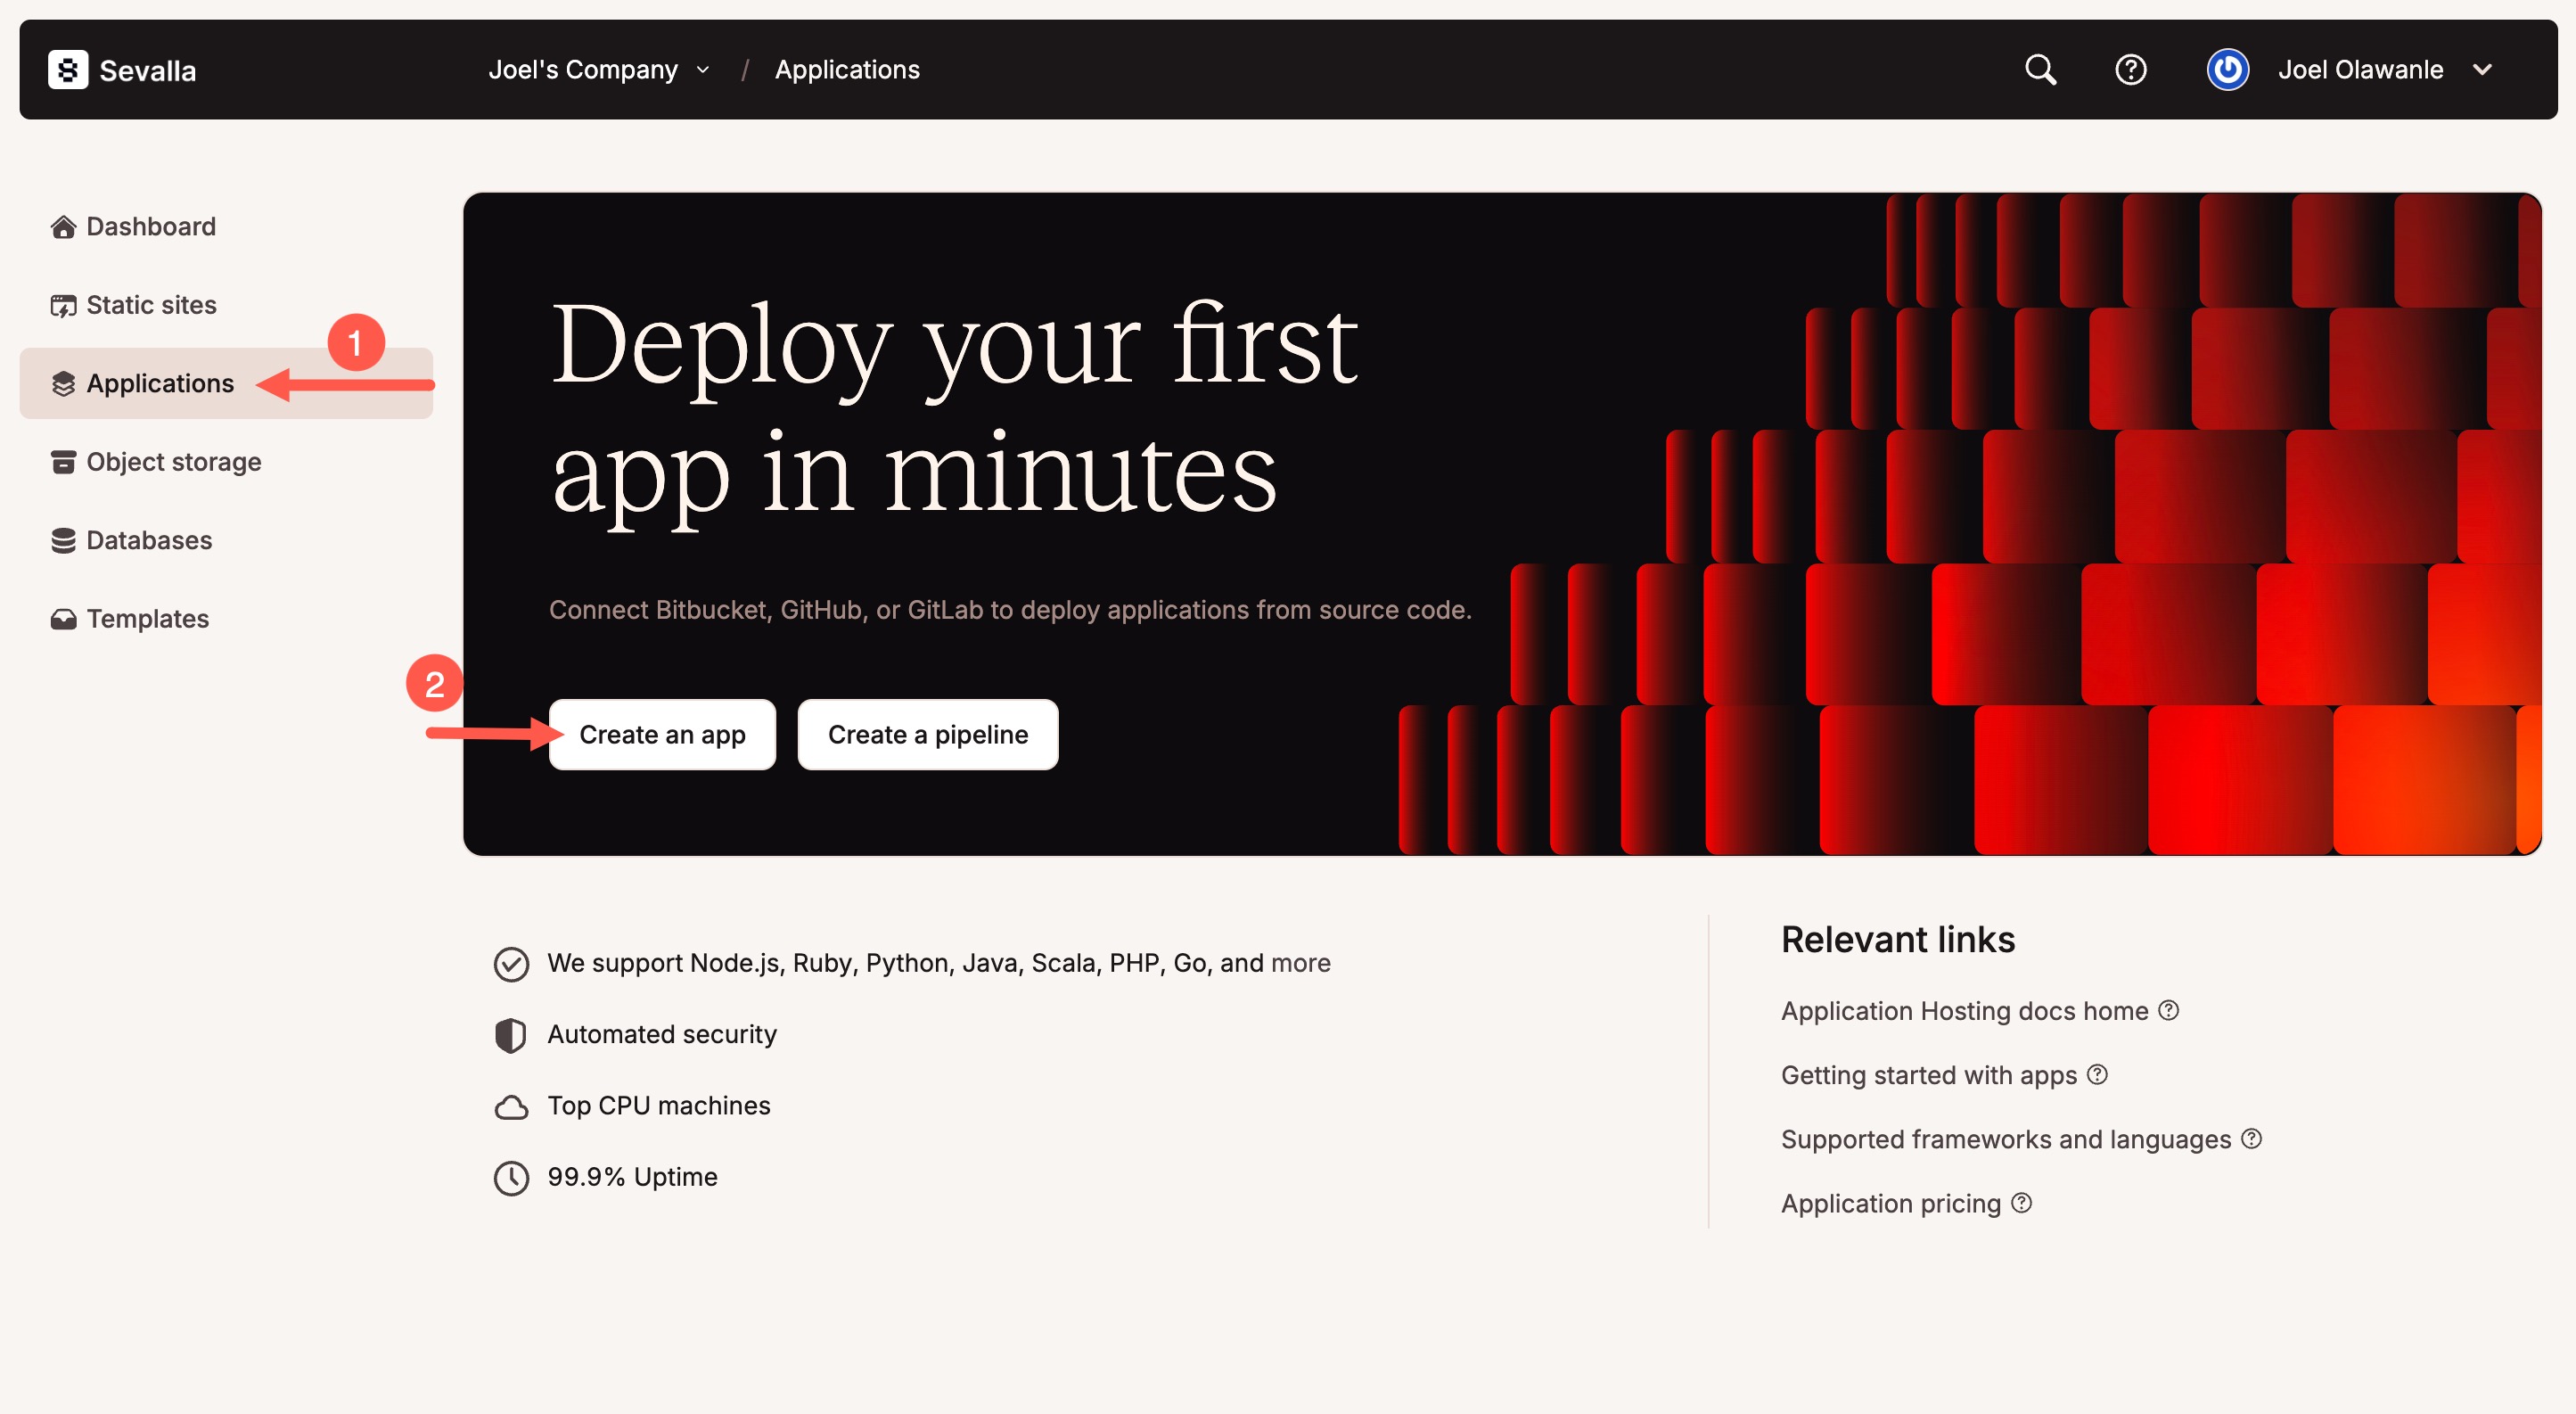 Sevalla
Joel's Company / Applications
Joel Olawanle
Dashboard
Static sites
1
Applications
Object storage
Databases
Templates
Deploy your first
app in minutes
Connect Bitbucket, GitHub, or GitLab to deploy applications from source code.
2
Create an app
Create a pipeline
We support Node.js, Ruby, Python, Java, Scala, PHP, Go, and more
Automated security
Top CPU machines
99.9% Uptime
Relevant links
Application Hosting docs home
Getting started with apps
Supported frameworks and languages
Application pricing